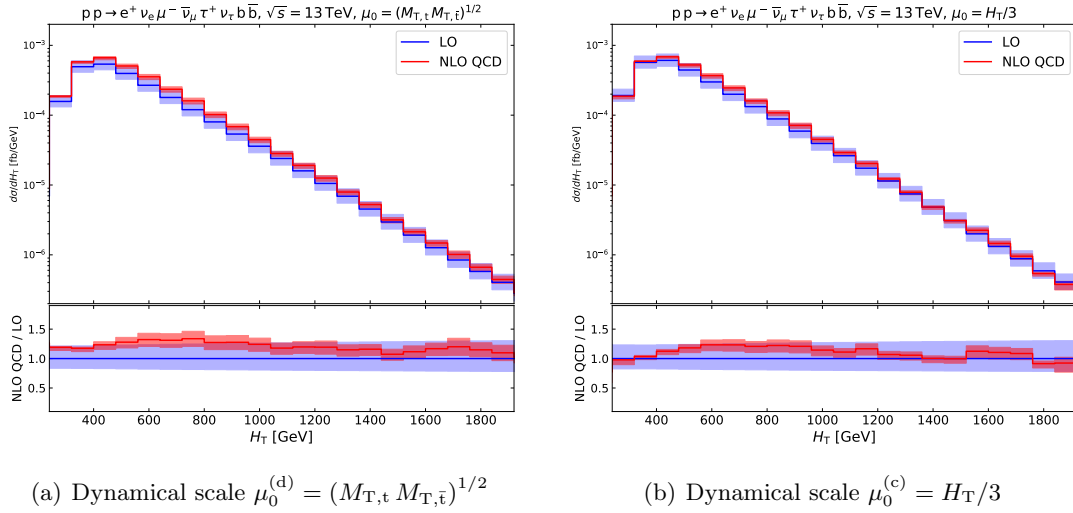 p p → e⁺ νₑ μ⁻ ν̅_μ τ⁺ ν_τ b b̅, √s = 13 TeV, μ₀ = (M_T,t M_T,t̅)^1/2
LO
NLO QCD
10⁻³
10⁻⁴
10⁻⁵
10⁻⁶
dσ/dH_T [fb/GeV]
1.5
1.0
0.5
NLO QCD / LO
400 600 800 1000 1200 1400 1600 1800
H_T [GeV]
(a) Dynamical scale μ₀^(d) = (M_T,t M_T,t̅)^1/2
p p → e⁺ νₑ μ⁻ ν̅_μ τ⁺ ν_τ b b̅, √s = 13 TeV, μ₀ = H_T/3
LO
NLO QCD
10⁻³
10⁻⁴
10⁻⁵
10⁻⁶
dσ/dH_T [fb/GeV]
1.5
1.0
0.5
NLO QCD / LO
400 600 800 1000 1200 1400 1600 1800
H_T [GeV]
(b) Dynamical scale μ₀^(c) = H_T/3